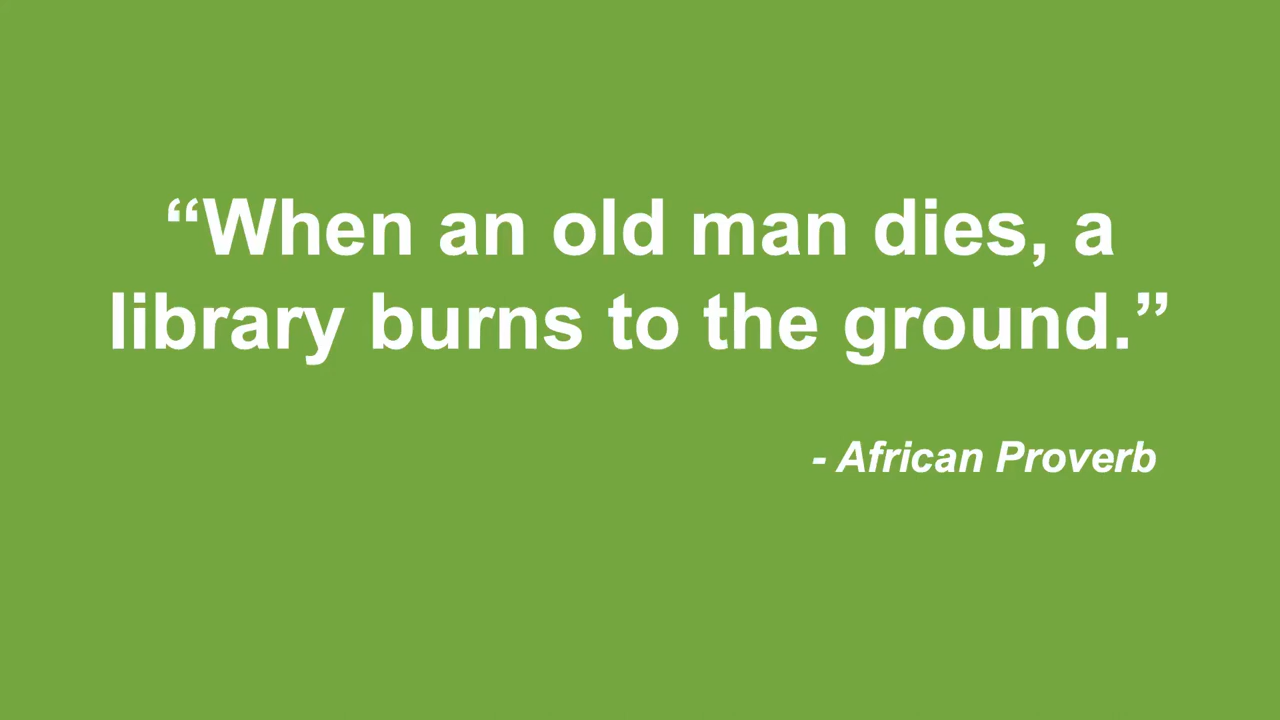 “When an old man dies, a
library burns to the ground.”
- African Proverb